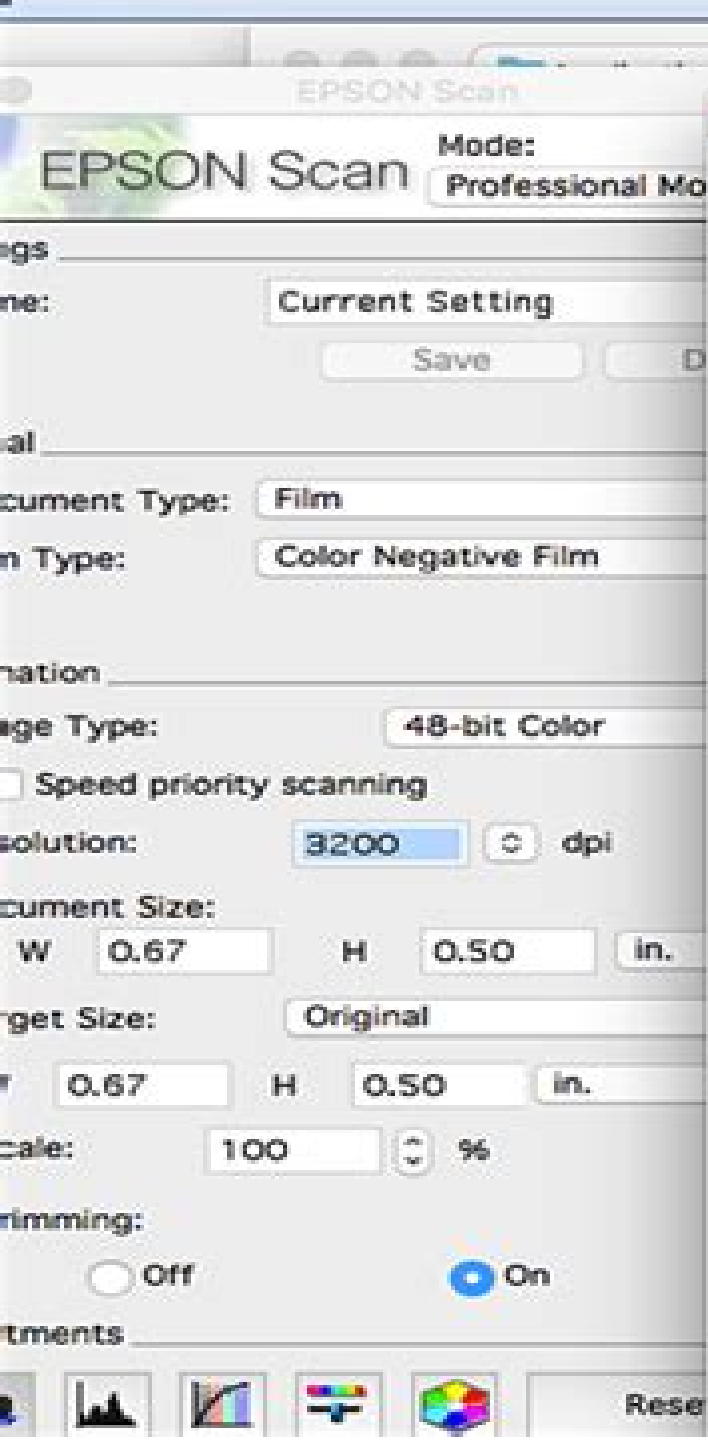 EPSON Scan
EPSON Scan
Mode:
Professional Mo
ngs
me:
Current Setting
Save
D
nal
cument Type:
Film
m Type:
Color Negative Film
nation
age Type:
48-bit Color
Speed priority scanning
solution:
3200
dpi
cument Size:
W
0.67
H
0.50
in.
rget Size:
Original
0.67
H
0.50
in.
cale:
100
%
rimming:
Off
On
tments
Rese